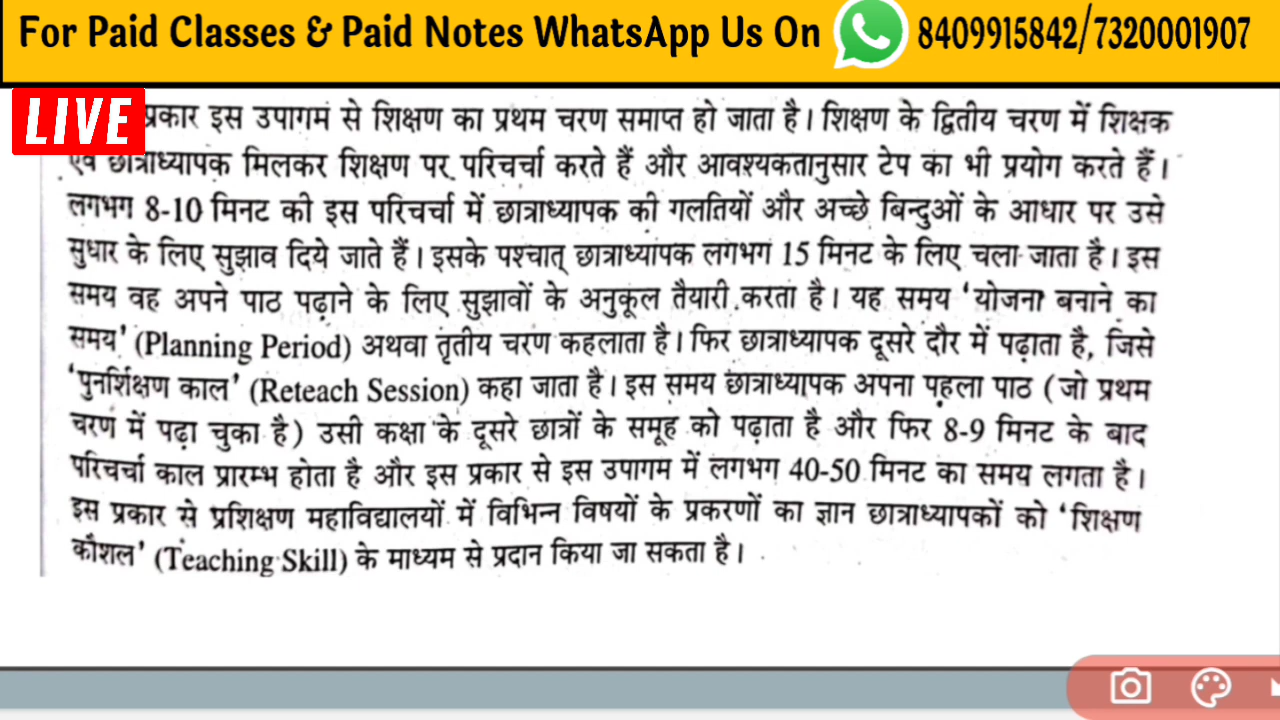 For Paid Classes & Paid Notes WhatsApp Us On 8409915842/7320001907
LIVE
प्रकार इस उपागम से शिक्षण का प्रथम चरण समाप्त हो जाता है। शिक्षण के द्वितीय चरण में शिक्षक
एवं छात्राध्यापक मिलकर शिक्षण पर परिचर्चा करते हैं और आवश्यकतानुसार टेप का भी प्रयोग करते हैं।
लगभग 8-10 मिनट की इस परिचर्चा में छात्राध्यापक की गलतियों और अच्छे बिन्दुओं के आधार पर उसे
सुधार के लिए सुझाव दिये जाते हैं। इसके पश्चात् छात्राध्यापक लगभग 15 मिनट के लिए चला जाता है। इस
समय वह अपने पाठ पढ़ाने के लिए सुझावों के अनुकूल तैयारी करता है। यह समय 'योजना बनाने का
समय' (Planning Period) अथवा तृतीय चरण कहलाता है। फिर छात्राध्यापक दूसरे दौर में पढ़ाता है, जिसे
'पुनर्शिक्षण काल' (Reteach Session) कहा जाता है। इस समय छात्राध्यापक अपना पहला पाठ (जो प्रथम
चरण में पढ़ा चुका है) उसी कक्षा के दूसरे छात्रों के समूह को पढ़ाता है और फिर 8-9 मिनट के बाद
परिचर्चा काल प्रारम्भ होता है और इस प्रकार से इस उपागम में लगभग 40-50 मिनट का समय लगता है।
इस प्रकार से प्रशिक्षण महाविद्यालयों में विभिन्न विषयों के प्रकरणों का ज्ञान छात्राध्यापकों को 'शिक्षण
कौशल' (Teaching Skill) के माध्यम से प्रदान किया जा सकता है।